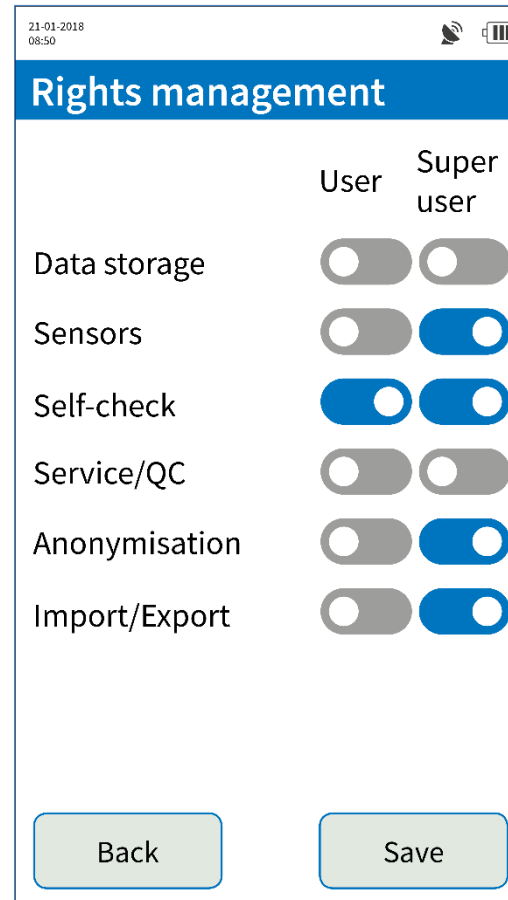 21-01-2018
08:50
Rights management
User
Super
user
Data storage
Sensors
Self-check
Service/QC
Anonymisation
Import/Export
Back
Save